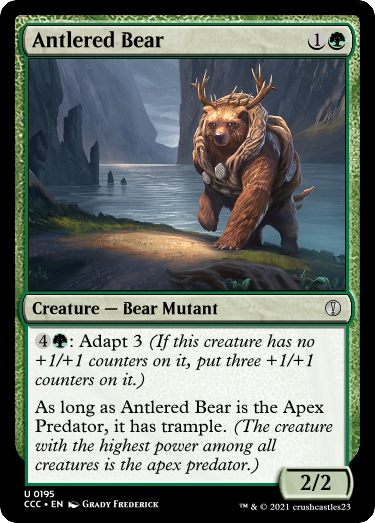 Antlered Bear 1
Creature — Bear Mutant
4: Adapt 3 (If this creature has no
+1/+1 counters on it, put three +1/+1
counters on it.)
As long as Antlered Bear is the Apex
Predator, it has trample. (The creature
with the highest power among all
creatures is the apex predator.)
2/2
U 0195
CCC • EN Grady Frederick
™ & © 2021 crushcastles23